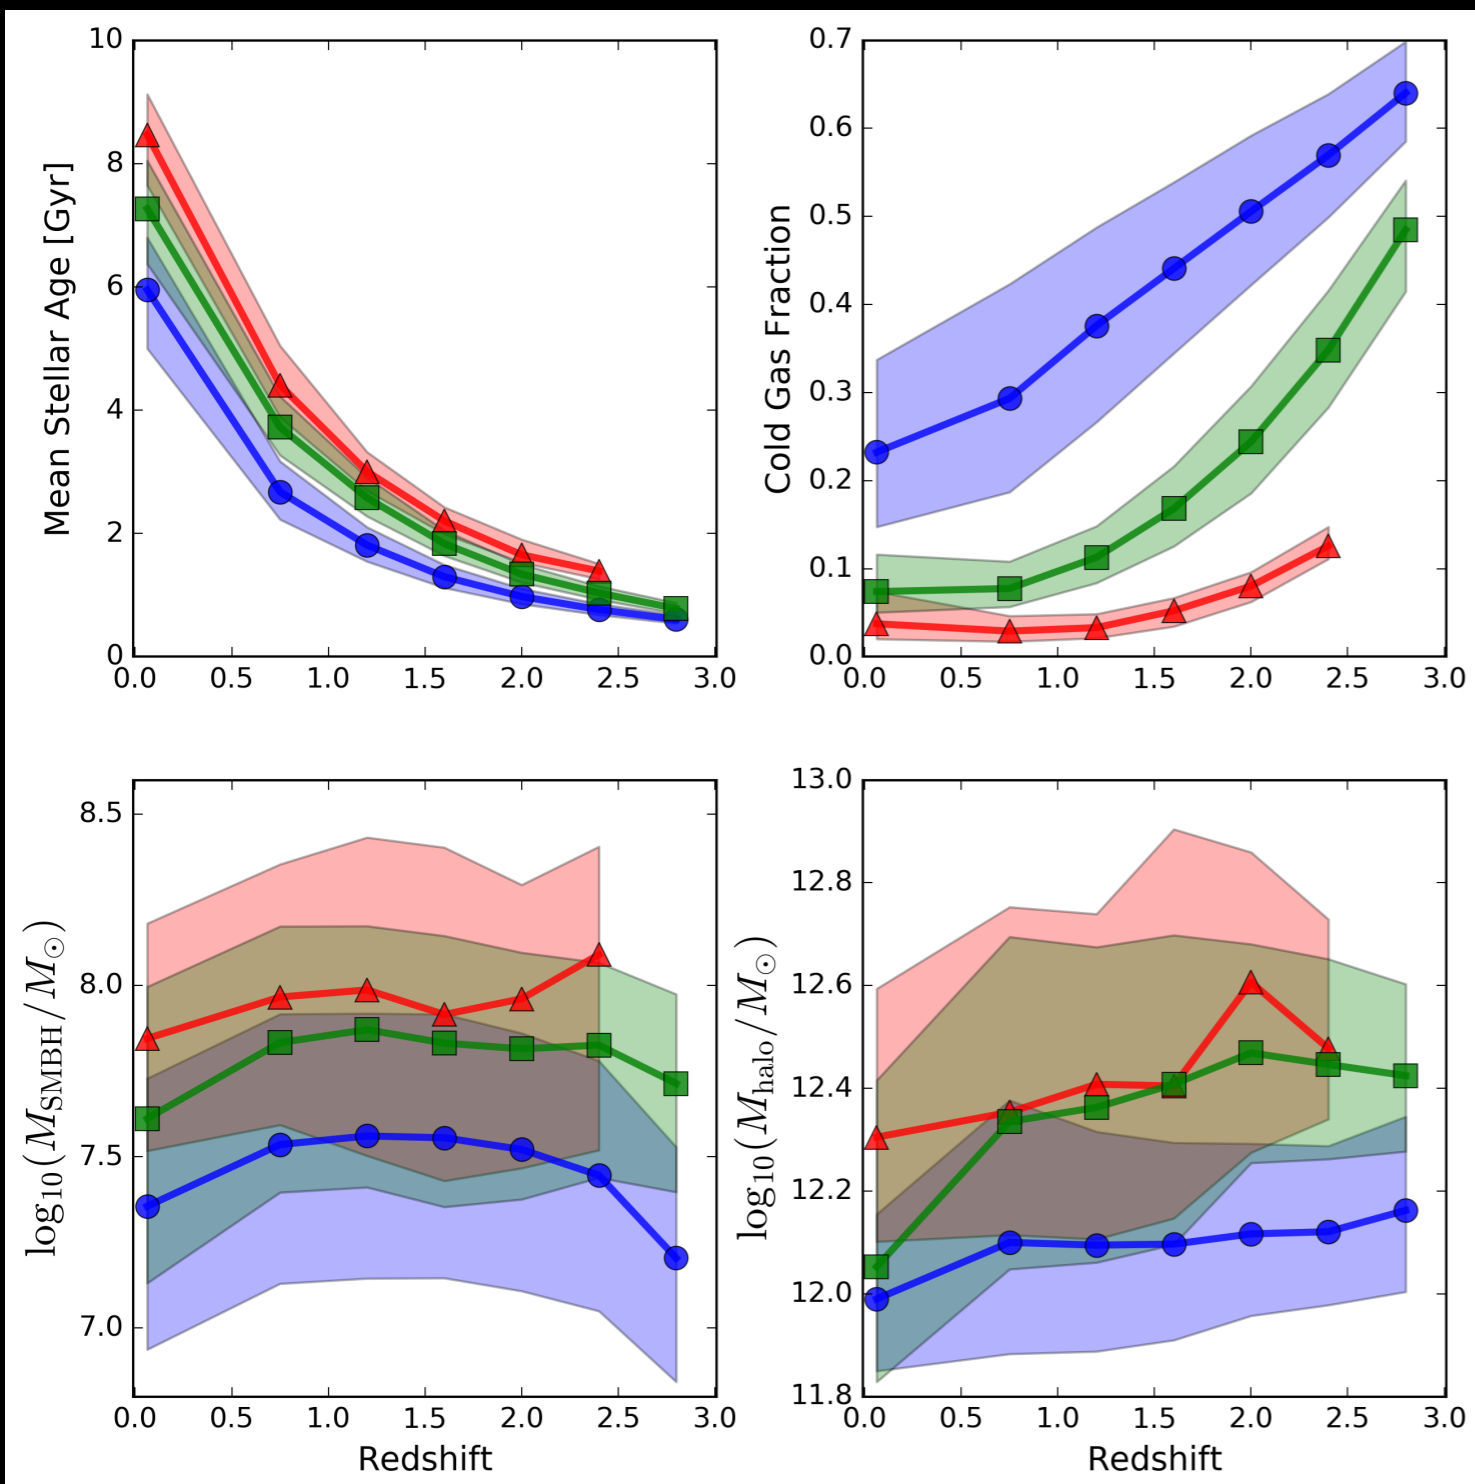 Mean Stellar Age [Gyr]
10
8
6
4
2
0
0.0 0.5 1.0 1.5 2.0 2.5 3.0
Cold Gas Fraction
0.7
0.6
0.5
0.4
0.3
0.2
0.1
0.0
0.0 0.5 1.0 1.5 2.0 2.5 3.0
log₁₀(M_SMBH/M_⊙)
8.5
8.0
7.5
7.0
0.0 0.5 1.0 1.5 2.0 2.5 3.0
Redshift
log₁₀(M_halo/M_⊙)
13.0
12.8
12.6
12.4
12.2
12.0
11.8
0.0 0.5 1.0 1.5 2.0 2.5 3.0
Redshift